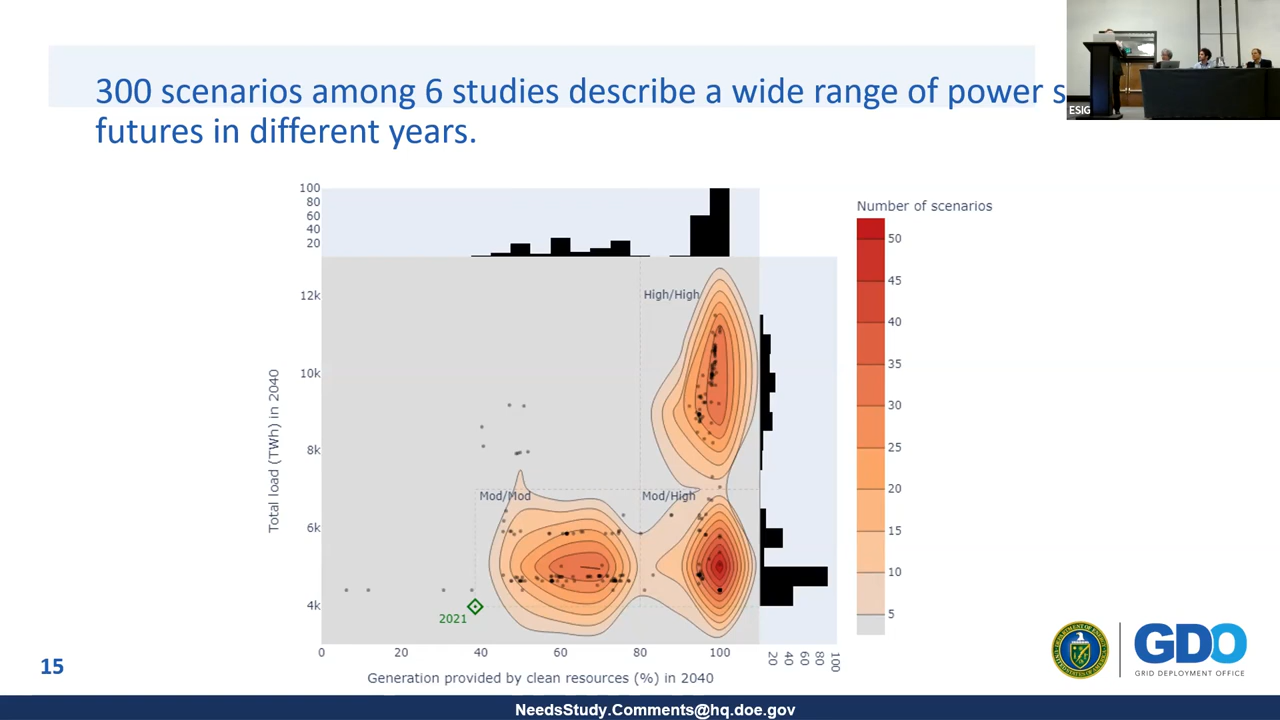 300 scenarios among 6 studies describe a wide range of power s
futures in different years.
ESIG
100
80
60
40
20
Number of scenarios
50
45
40
35
30
25
20
15
10
5
High/High
Mod/Mod
Mod/High
2021
Total load (TWh) in 2040
12k
10k
8k
6k
4k
0
20
40
60
80
100
20
40
60
80
100
Generation provided by clean resources (%) in 2040
15
GDO
GRID DEPLOYMENT OFFICE
NeedsStudy.Comments@hq.doe.gov